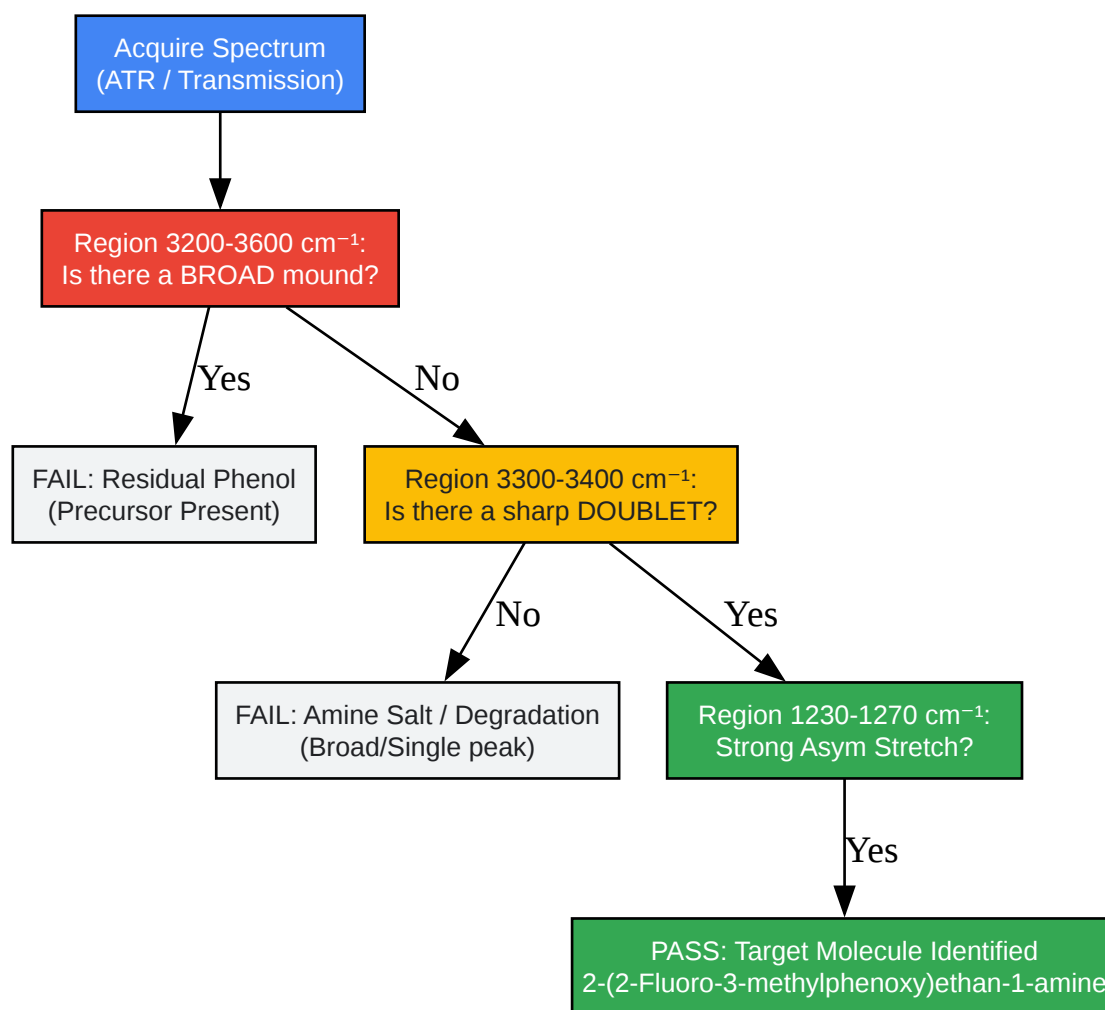 Acquire Spectrum
(ATR / Transmission)
Region 3200-3600 cm⁻¹:
Is there a BROAD mound?
Yes
No
FAIL: Residual Phenol
(Precursor Present)
Region 3300-3400 cm⁻¹:
Is there a sharp DOUBLET?
No
Yes
FAIL: Amine Salt / Degradation
(Broad/Single peak)
Region 1230-1270 cm⁻¹:
Strong Asym Stretch?
Yes
PASS: Target Molecule Identified
2-(2-Fluoro-3-methylphenoxy)ethan-1-amine